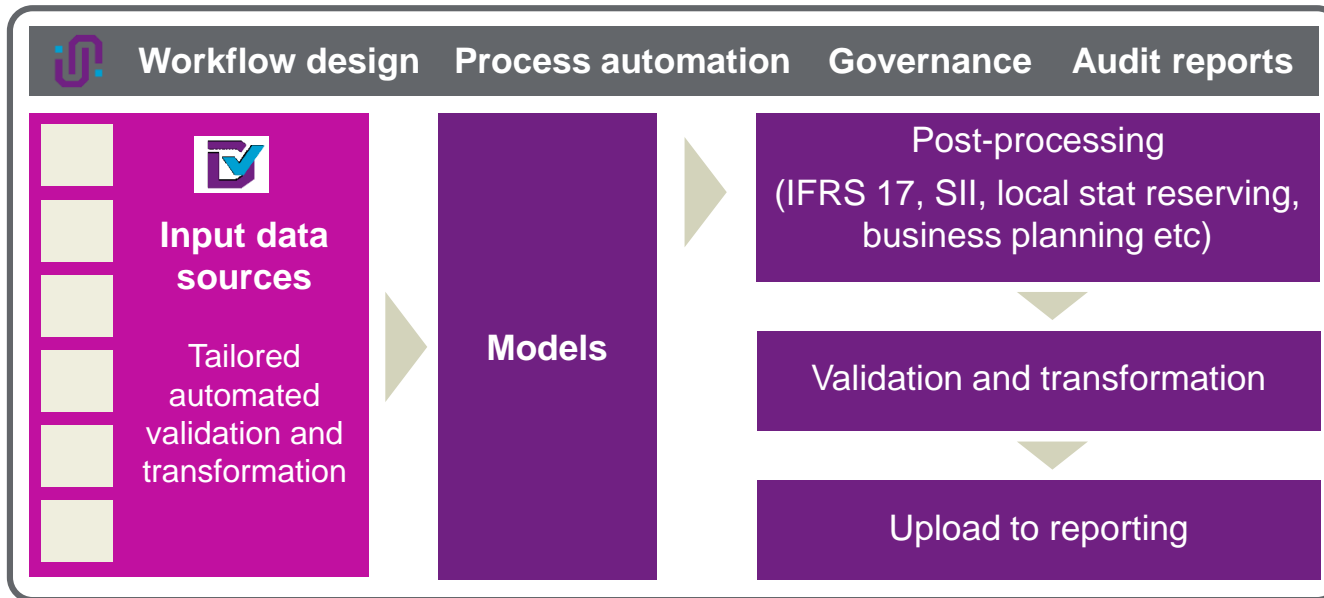 Workflow design Process automation Governance Audit reports
Input data
sources
Tailored
automated
validation and
transformation
Models
Post-processing
(IFRS 17, SII, local stat reserving,
business planning etc)
Validation and transformation
Upload to reporting